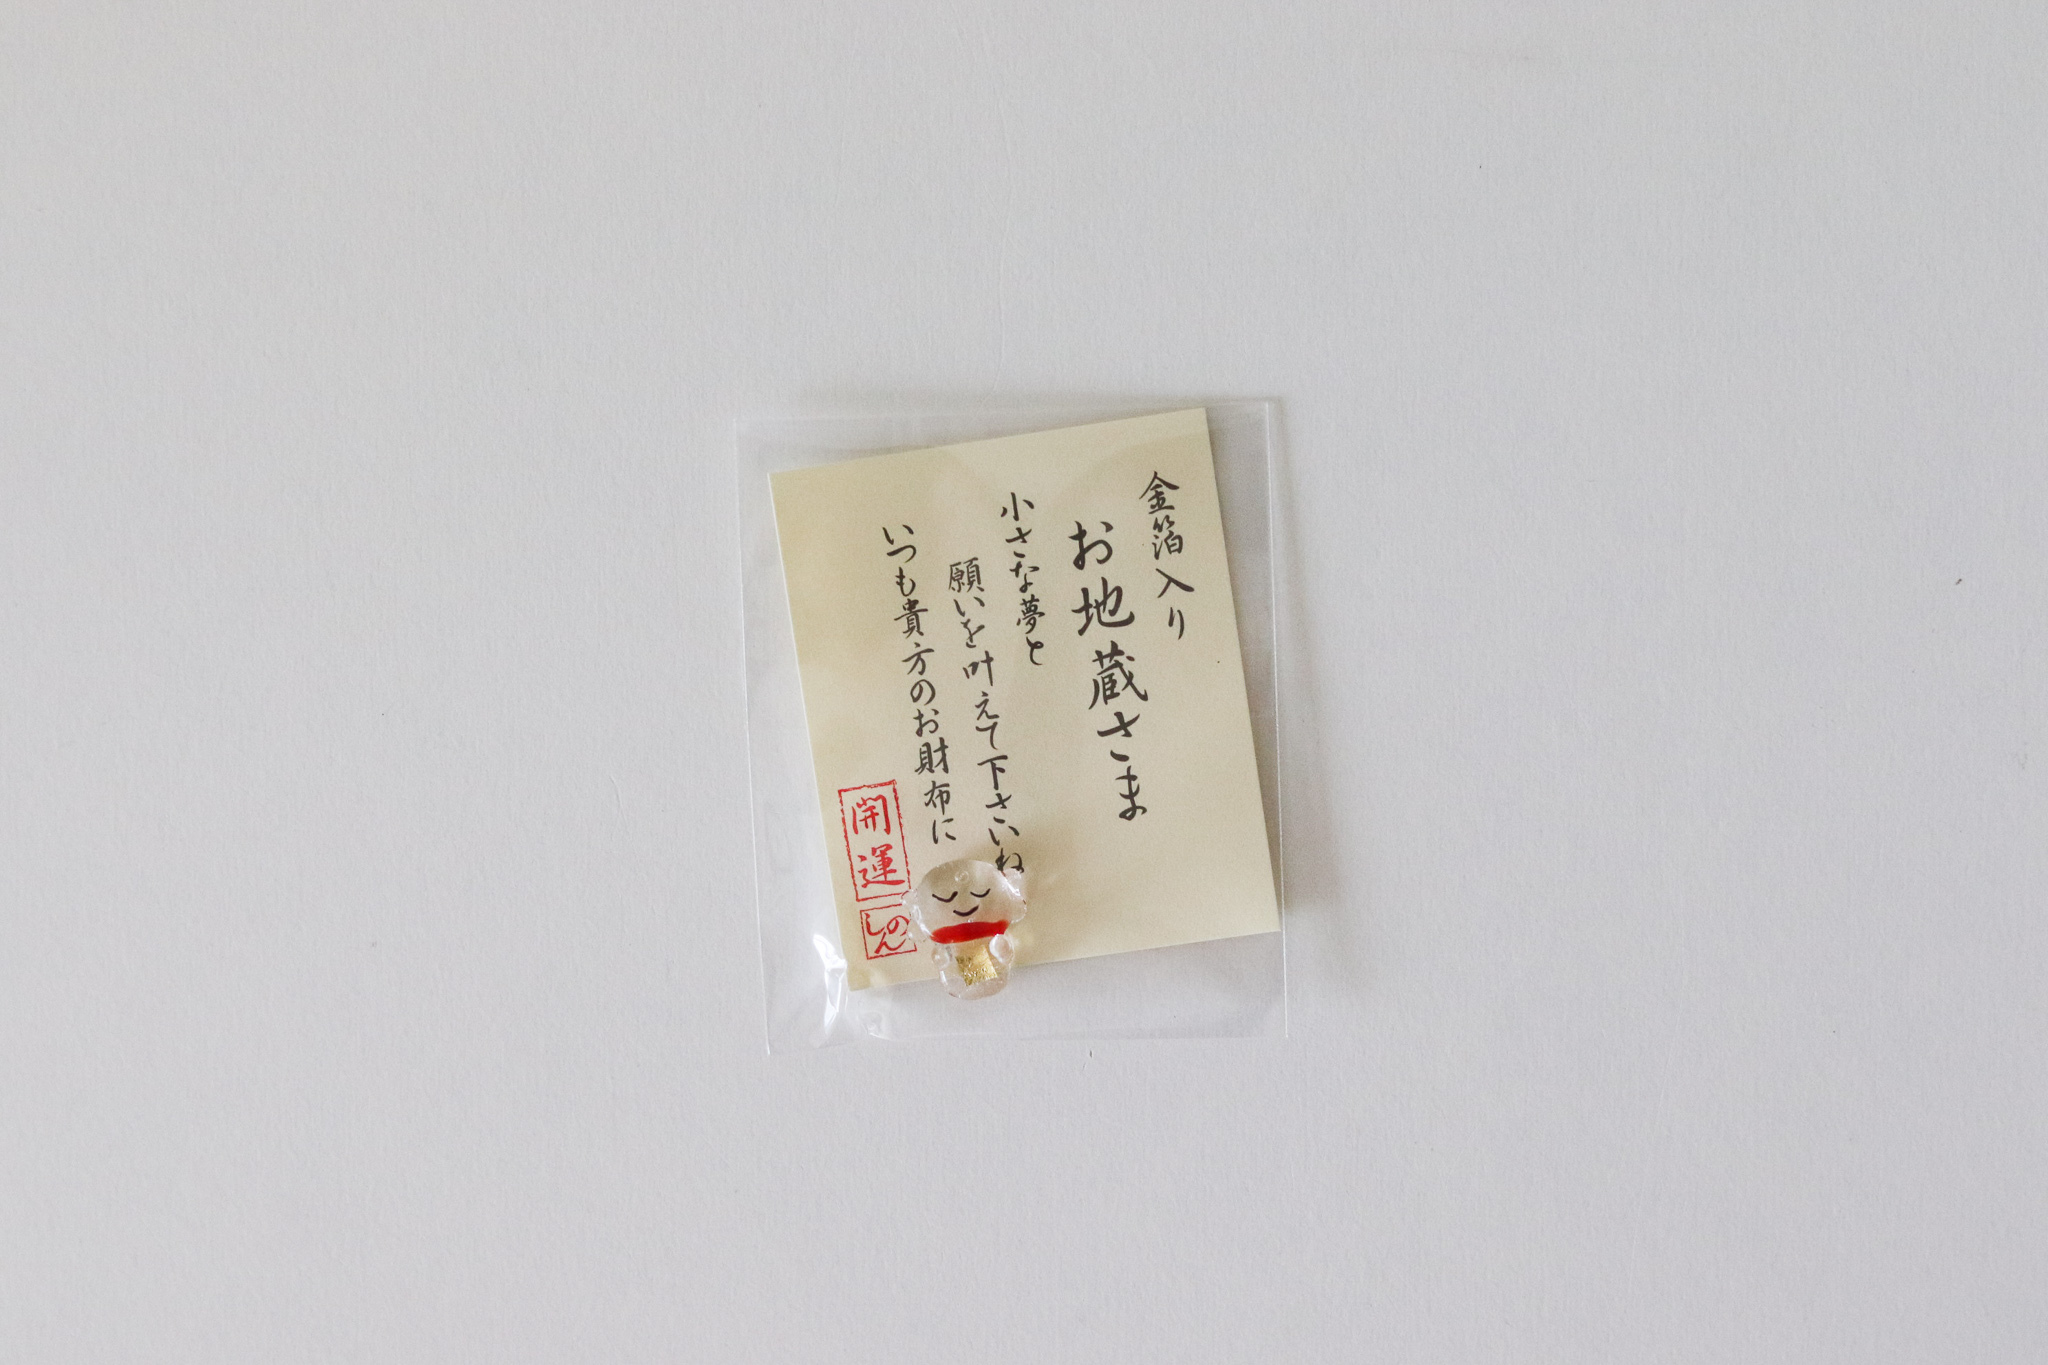 金箔入り
お地蔵さま
小さな夢と
願いを叶えて下さいね
いつも貴方のお財布に
開運
しのん